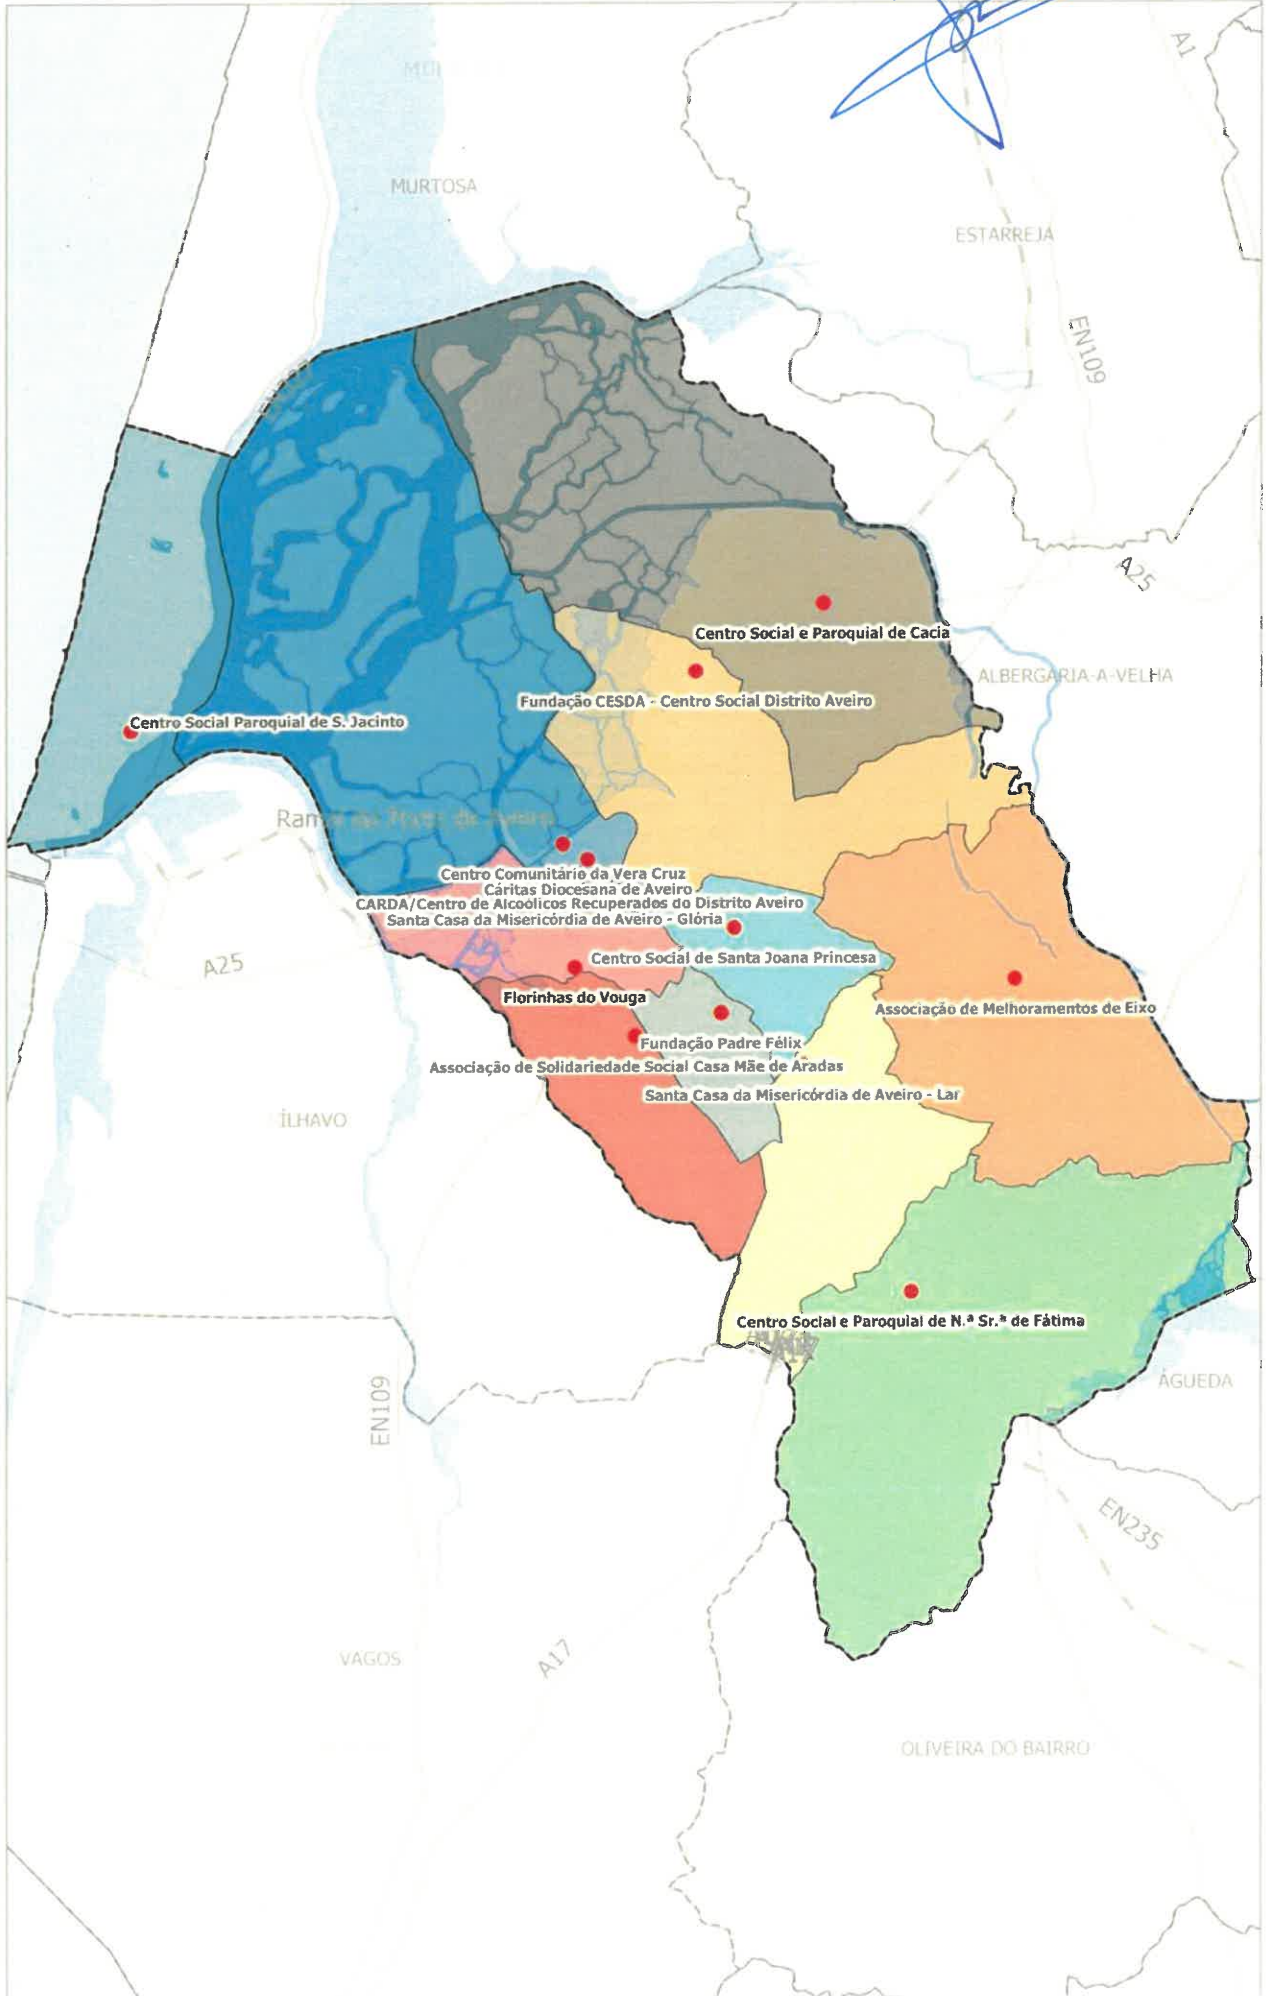 A1
MURTOSA
ESTARREJA
EN109
A25
Centro Social e Paroquial de Cacia
ALBERGARIA-A-VELHA
Fundação CESDA - Centro Social Distrito Aveiro
Centro Social Paroquial de S. Jacinto
Centro Comunitário da Vera Cruz
Cáritas Diocesana de Aveiro
CARDA/Centro de Alcoólicos Recuperados do Distrito Aveiro
Santa Casa da Misericórdia de Aveiro - Glória
Centro Social de Santa Joana Princesa
A25
Florinhas do Vouga
Associação de Melhoramentos de Eixo
Fundação Padre Félix
Associação de Solidariedade Social Casa Mãe de Aradas
Santa Casa da Misericórdia de Aveiro - Lar
ÍLHAVO
Centro Social e Paroquial de N.ª Sr.ª de Fátima
ÁGUEDA
EN109
EN235
VAGOS
A17
OLIVEIRA DO BAIRRO